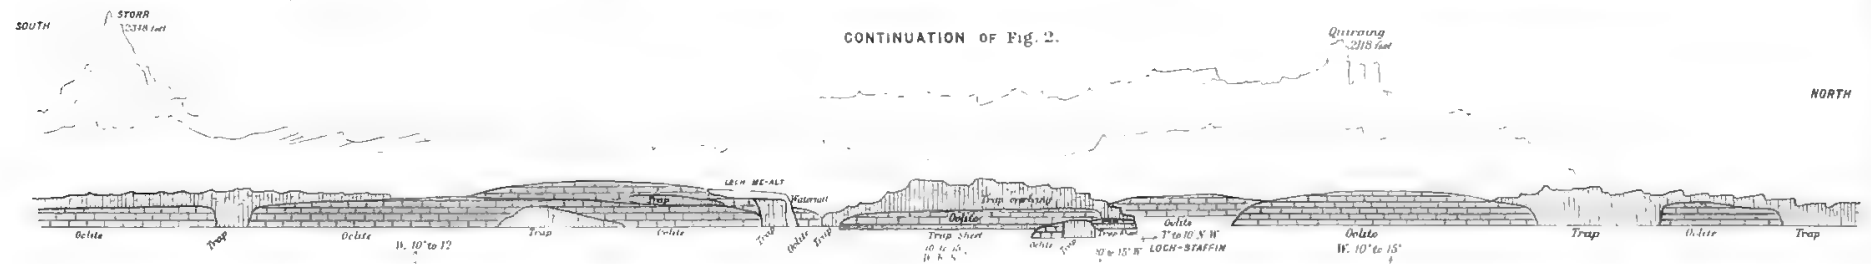 SOUTH
STORR
2348 feet
CONTINUATION OF Fig. 2.
Quiraing
2118 feet
NORTH
LOCH ME-ALT
Waterfall
Trap
Trap overlying
Oolite
Oolite
Trap
Oolite
W. 10° to 12
Trap
Oolite
Trap
Oolite
Trap
Trap Sheet
10° to 15°
Oolite
Trap
Trap
10° to 15° W
Oolite
7° to 10° N.W
LOCH-STAFFIN
Oolite
W. 10° to 15°
Trap
Oolite
Trap